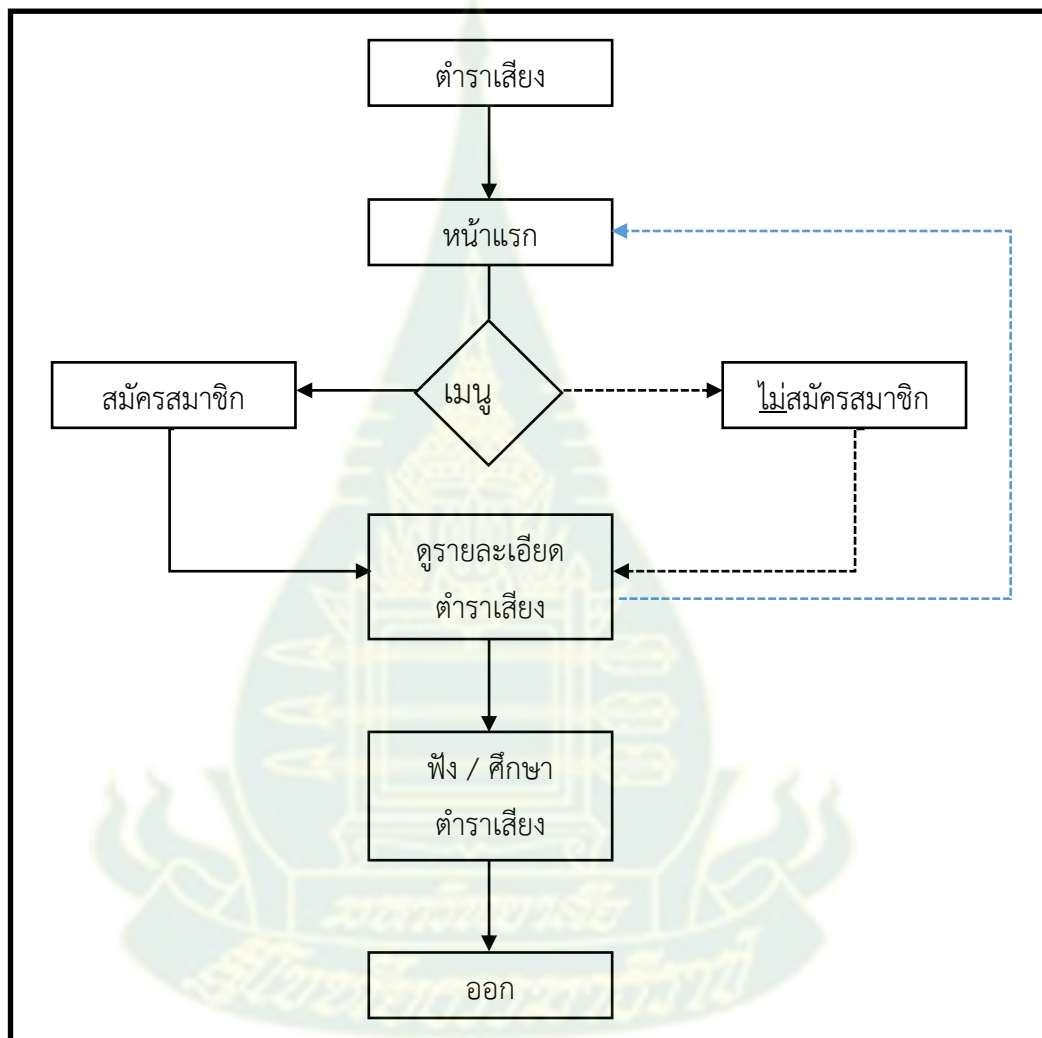 ตำราเสียง
หน้าแรก
สมัครสมาชิก
เมนู
ไม่สมัครสมาชิก
ดูรายละเอียด
ตำราเสียง
ฟัง / ศึกษา
ตำราเสียง
ออก